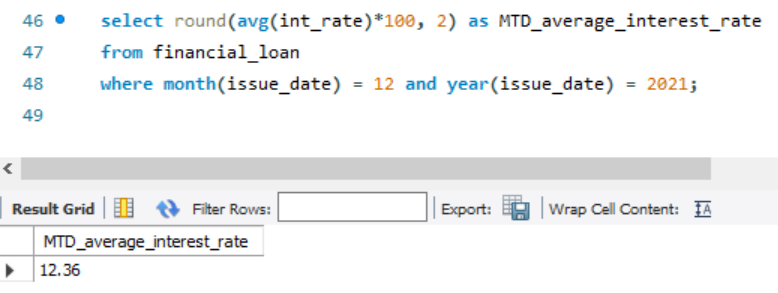 46 select round(avg(int_rate)*100, 2) as MTD_average_interest_rate
47 from financial_loan
48 where month(issue_date) = 12 and year(issue_date) = 2021;
49
Result Grid Filter Rows: Export: Wrap Cell Content:
MTD_average_interest_rate
12.36